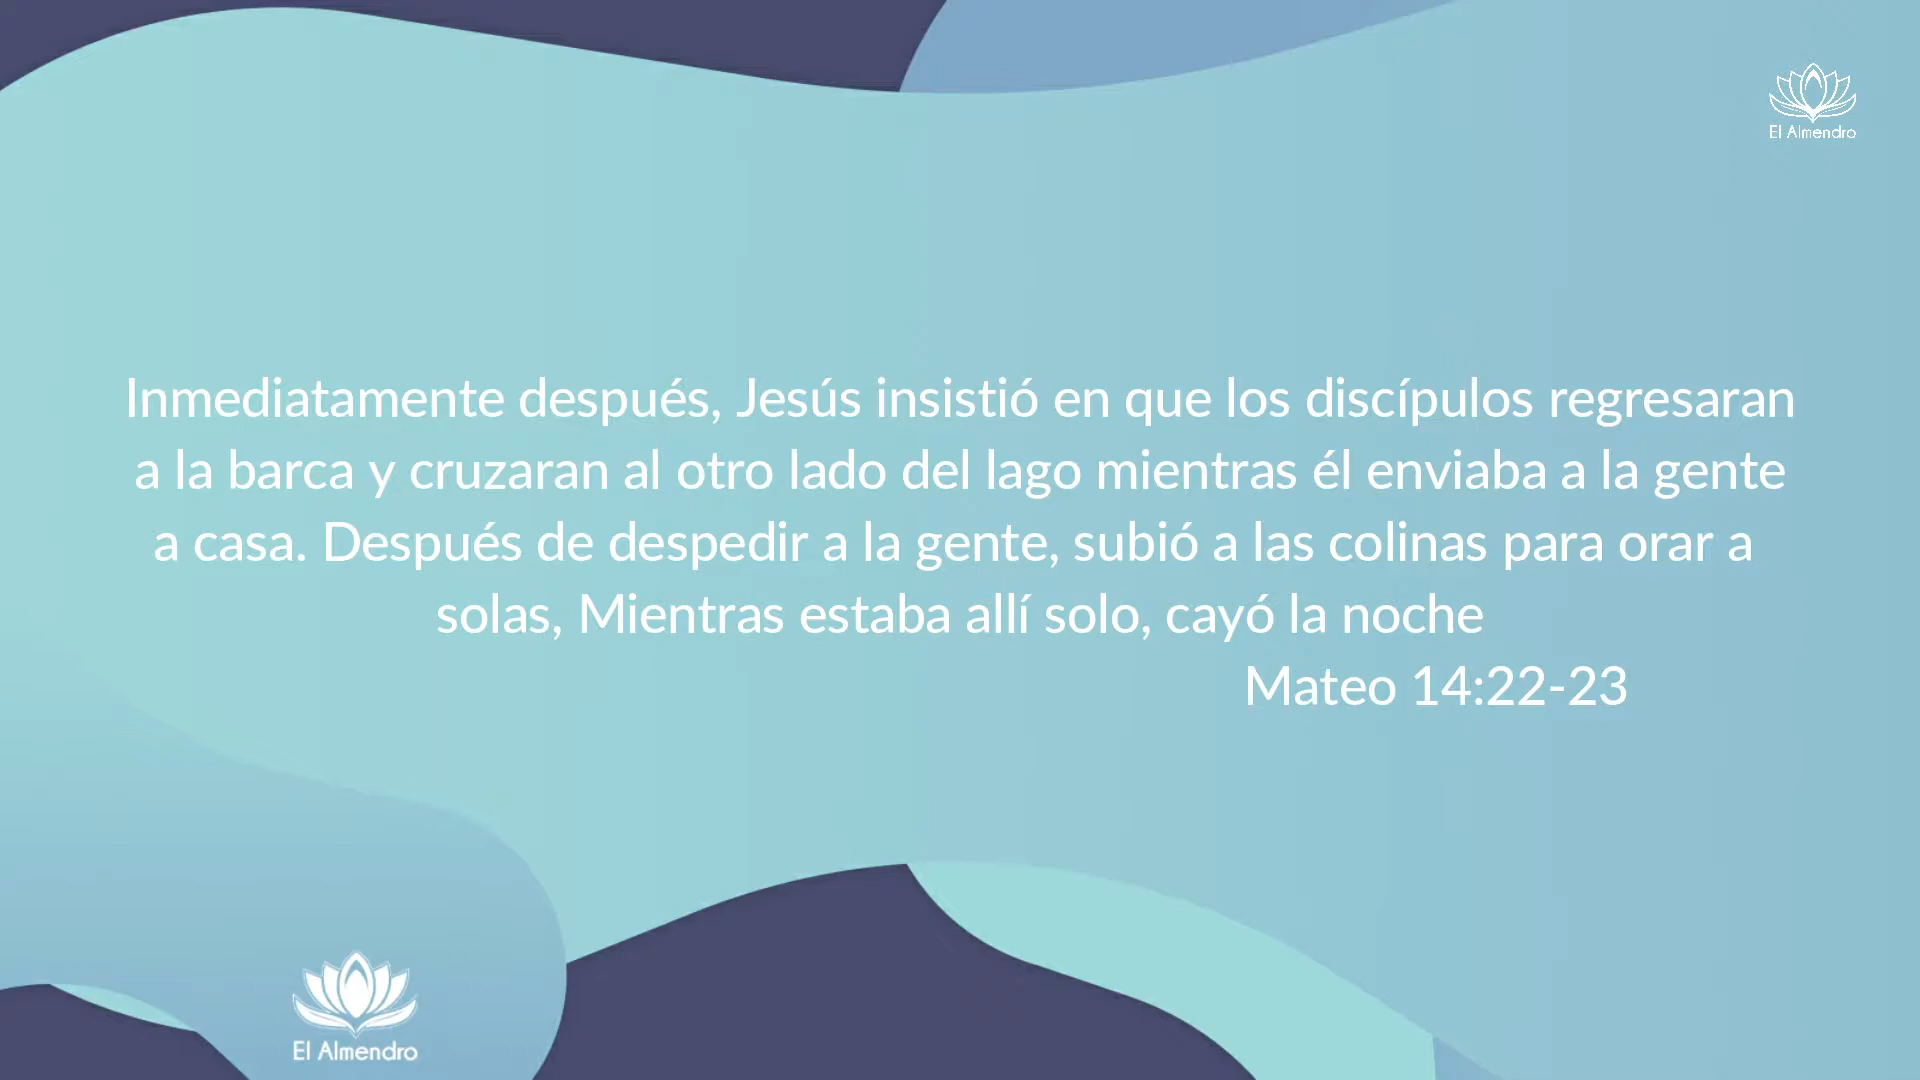 El Almendro
Inmediatamente después, Jesús insistió en que los discípulos regresaran
a la barca y cruzaran al otro lado del lago mientras él enviaba a la gente
a casa. Después de despedir a la gente, subió a las colinas para orar a
solas, Mientras estaba allí solo, cayó la noche
Mateo 14:22-23
El Almendro